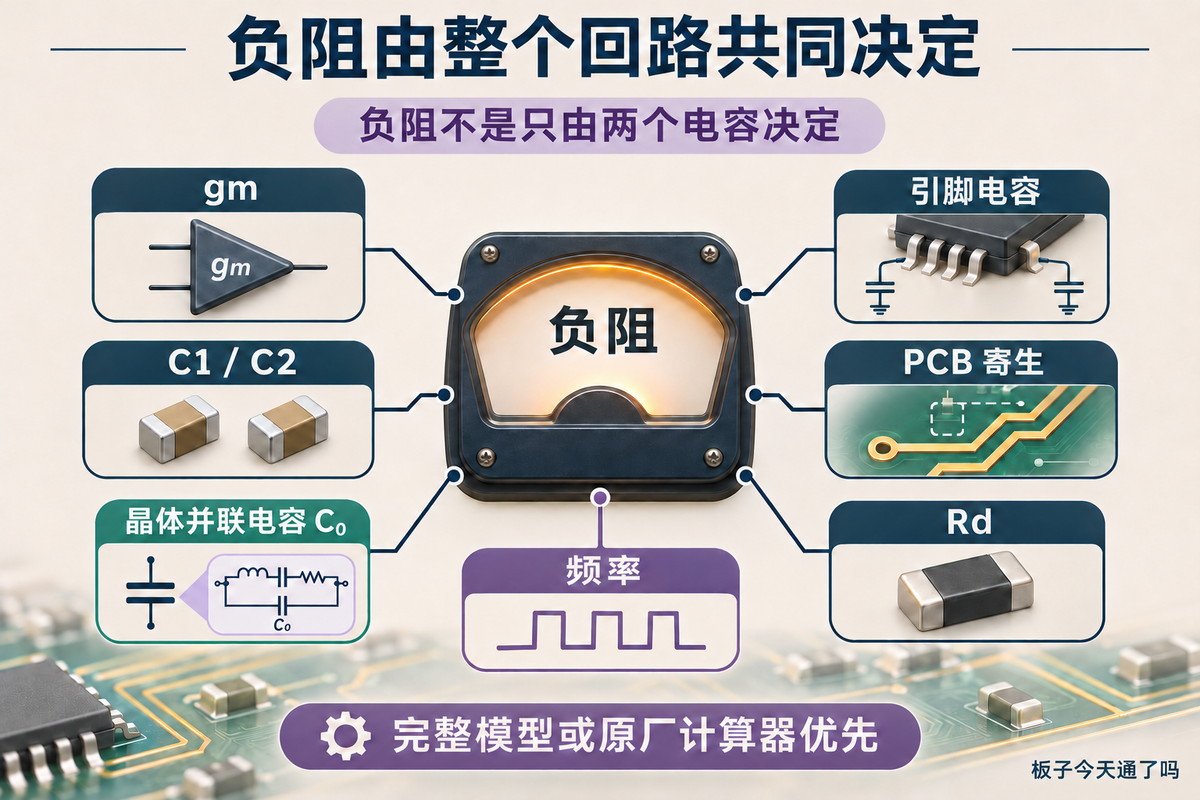 负阻由整个回路共同决定
负阻不是只由两个电容决定
gm
gm
C1 / C2
晶体并联电容 C₀
C₀
负阻
频率
引脚电容
PCB 寄生
Rd
完整模型或原厂计算器优先
板子今天通了吗